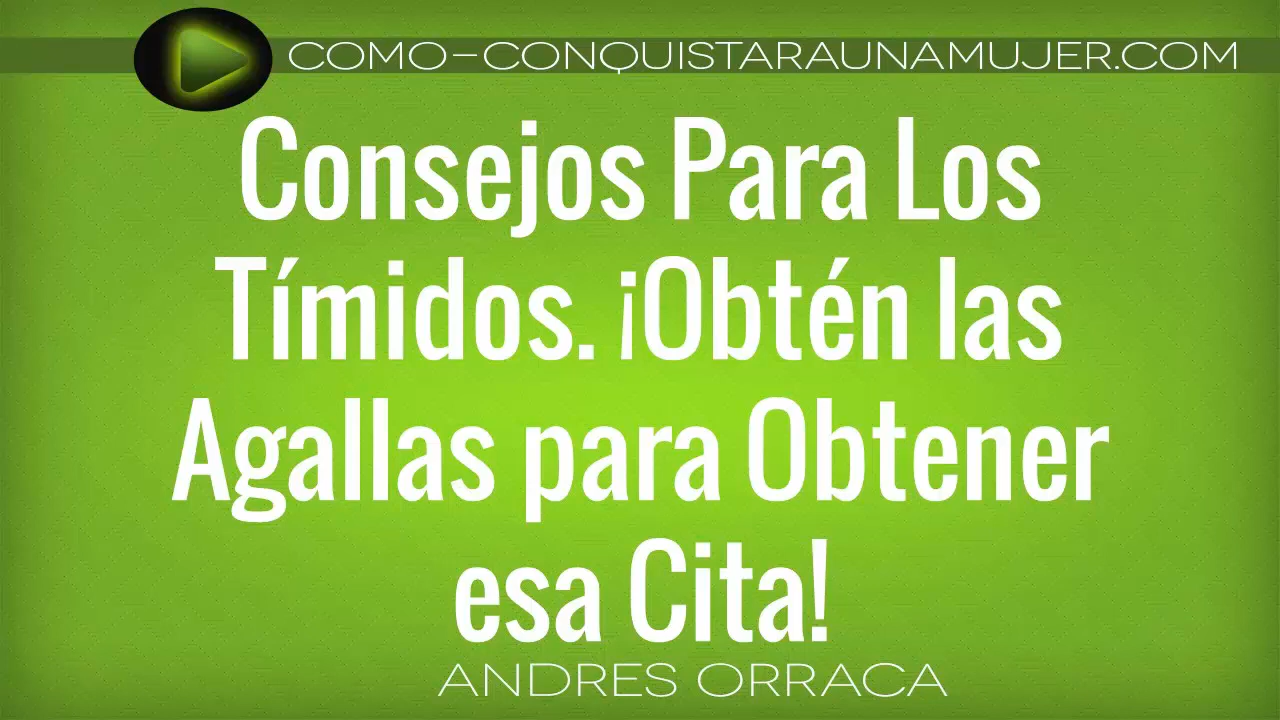 COMO-CONQUISTARAUNAMUJER.COM
Consejos Para Los
Tímidos. ¡Obtén las
Agallas para Obtener
esa Cita!
ANDRES ORRACA